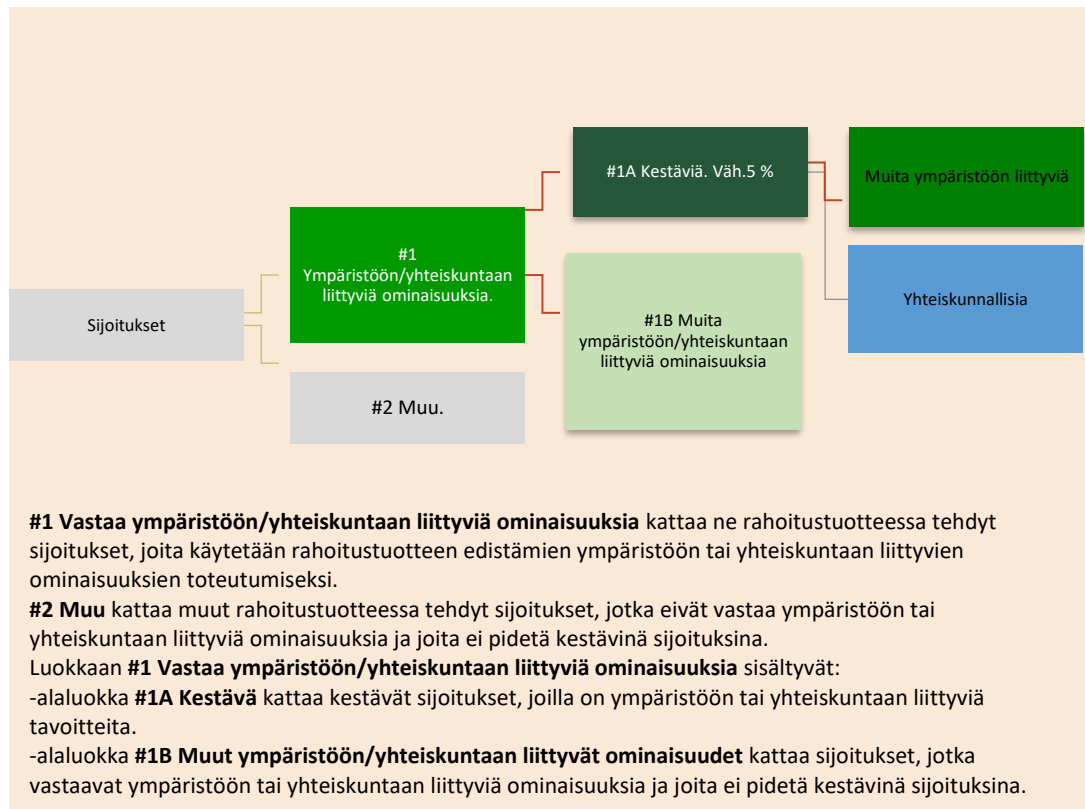 #1A Kestäviä. Väh.5 %
Muita ympäristöön liittyviä
#1
Ympäristöön/yhteiskuntaan
liittyviä ominaisuuksia.
Yhteiskunnallisia
Sijoitukset
#1B Muita
ympäristöön/yhteiskuntaan
liittyviä ominaisuuksia
#2 Muu.
#1 Vastaa ympäristöön/yhteiskuntaan liittyviä ominaisuuksia kattaa ne rahoitustuotteessa tehdyt
sijoitukset, joita käytetään rahoitustuotteen edistämien ympäristöön tai yhteiskuntaan liittyvien
ominaisuuksien toteutumiseksi.
#2 Muu kattaa muut rahoitustuotteessa tehdyt sijoitukset, jotka eivät vastaa ympäristöön tai
yhteiskuntaan liittyviä ominaisuuksia ja joita ei pidetä kestävinä sijoituksina.
Luokkaan #1 Vastaa ympäristöön/yhteiskuntaan liittyviä ominaisuuksia sisältyvät:
-alaluokka #1A Kestävä kattaa kestävät sijoitukset, joilla on ympäristöön tai yhteiskuntaan liittyviä
tavoitteita.
-alaluokka #1B Muut ympäristöön/yhteiskuntaan liittyvät ominaisuudet kattaa sijoitukset, jotka
vastaavat ympäristöön tai yhteiskuntaan liittyviä ominaisuuksia ja joita ei pidetä kestävinä sijoituksina.